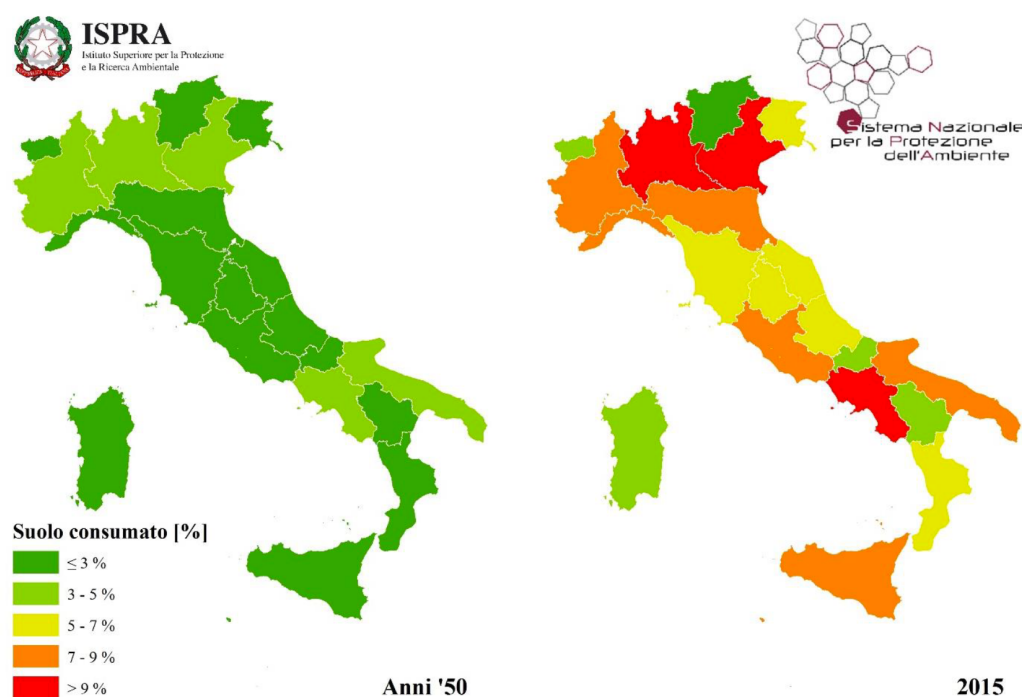 ISPRA
Istituto Superiore per la Protezione
e la Ricerca Ambientale
Sistema Nazionale
per la Protezione
dell'Ambiente
Suolo consumato [%]
≤ 3 %
3 - 5 %
5 - 7 %
7 - 9 %
> 9 %
Anni '50
2015